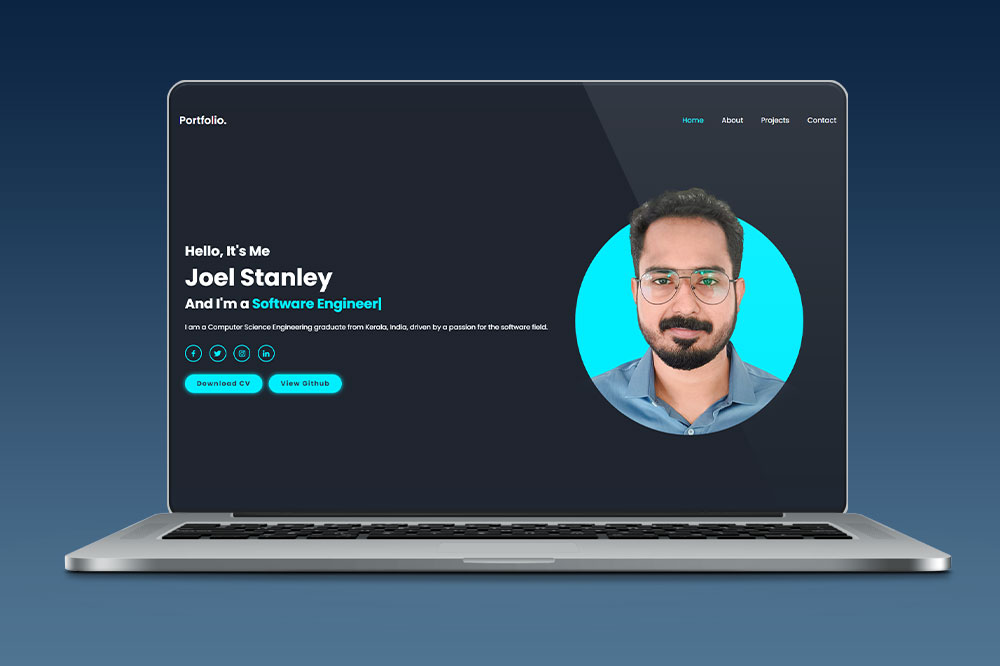 Portfolio.
Home About Projects Contact
Hello, It's Me
Joel Stanley
And I'm a Software Engineer|
I am a Computer Science Engineering graduate from Kerala, India, driven by a passion for the software field.
Download CV View Github